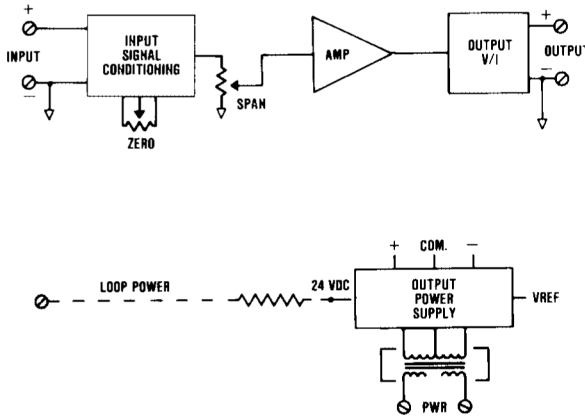 +
INPUT
−
INPUT
SIGNAL
CONDITIONING
ZERO
SPAN
AMP
OUTPUT
V/I
+
OUTPUT
−
+ COM. −
LOOP POWER
24 VDC
OUTPUT
POWER
SUPPLY
VREF
PWR